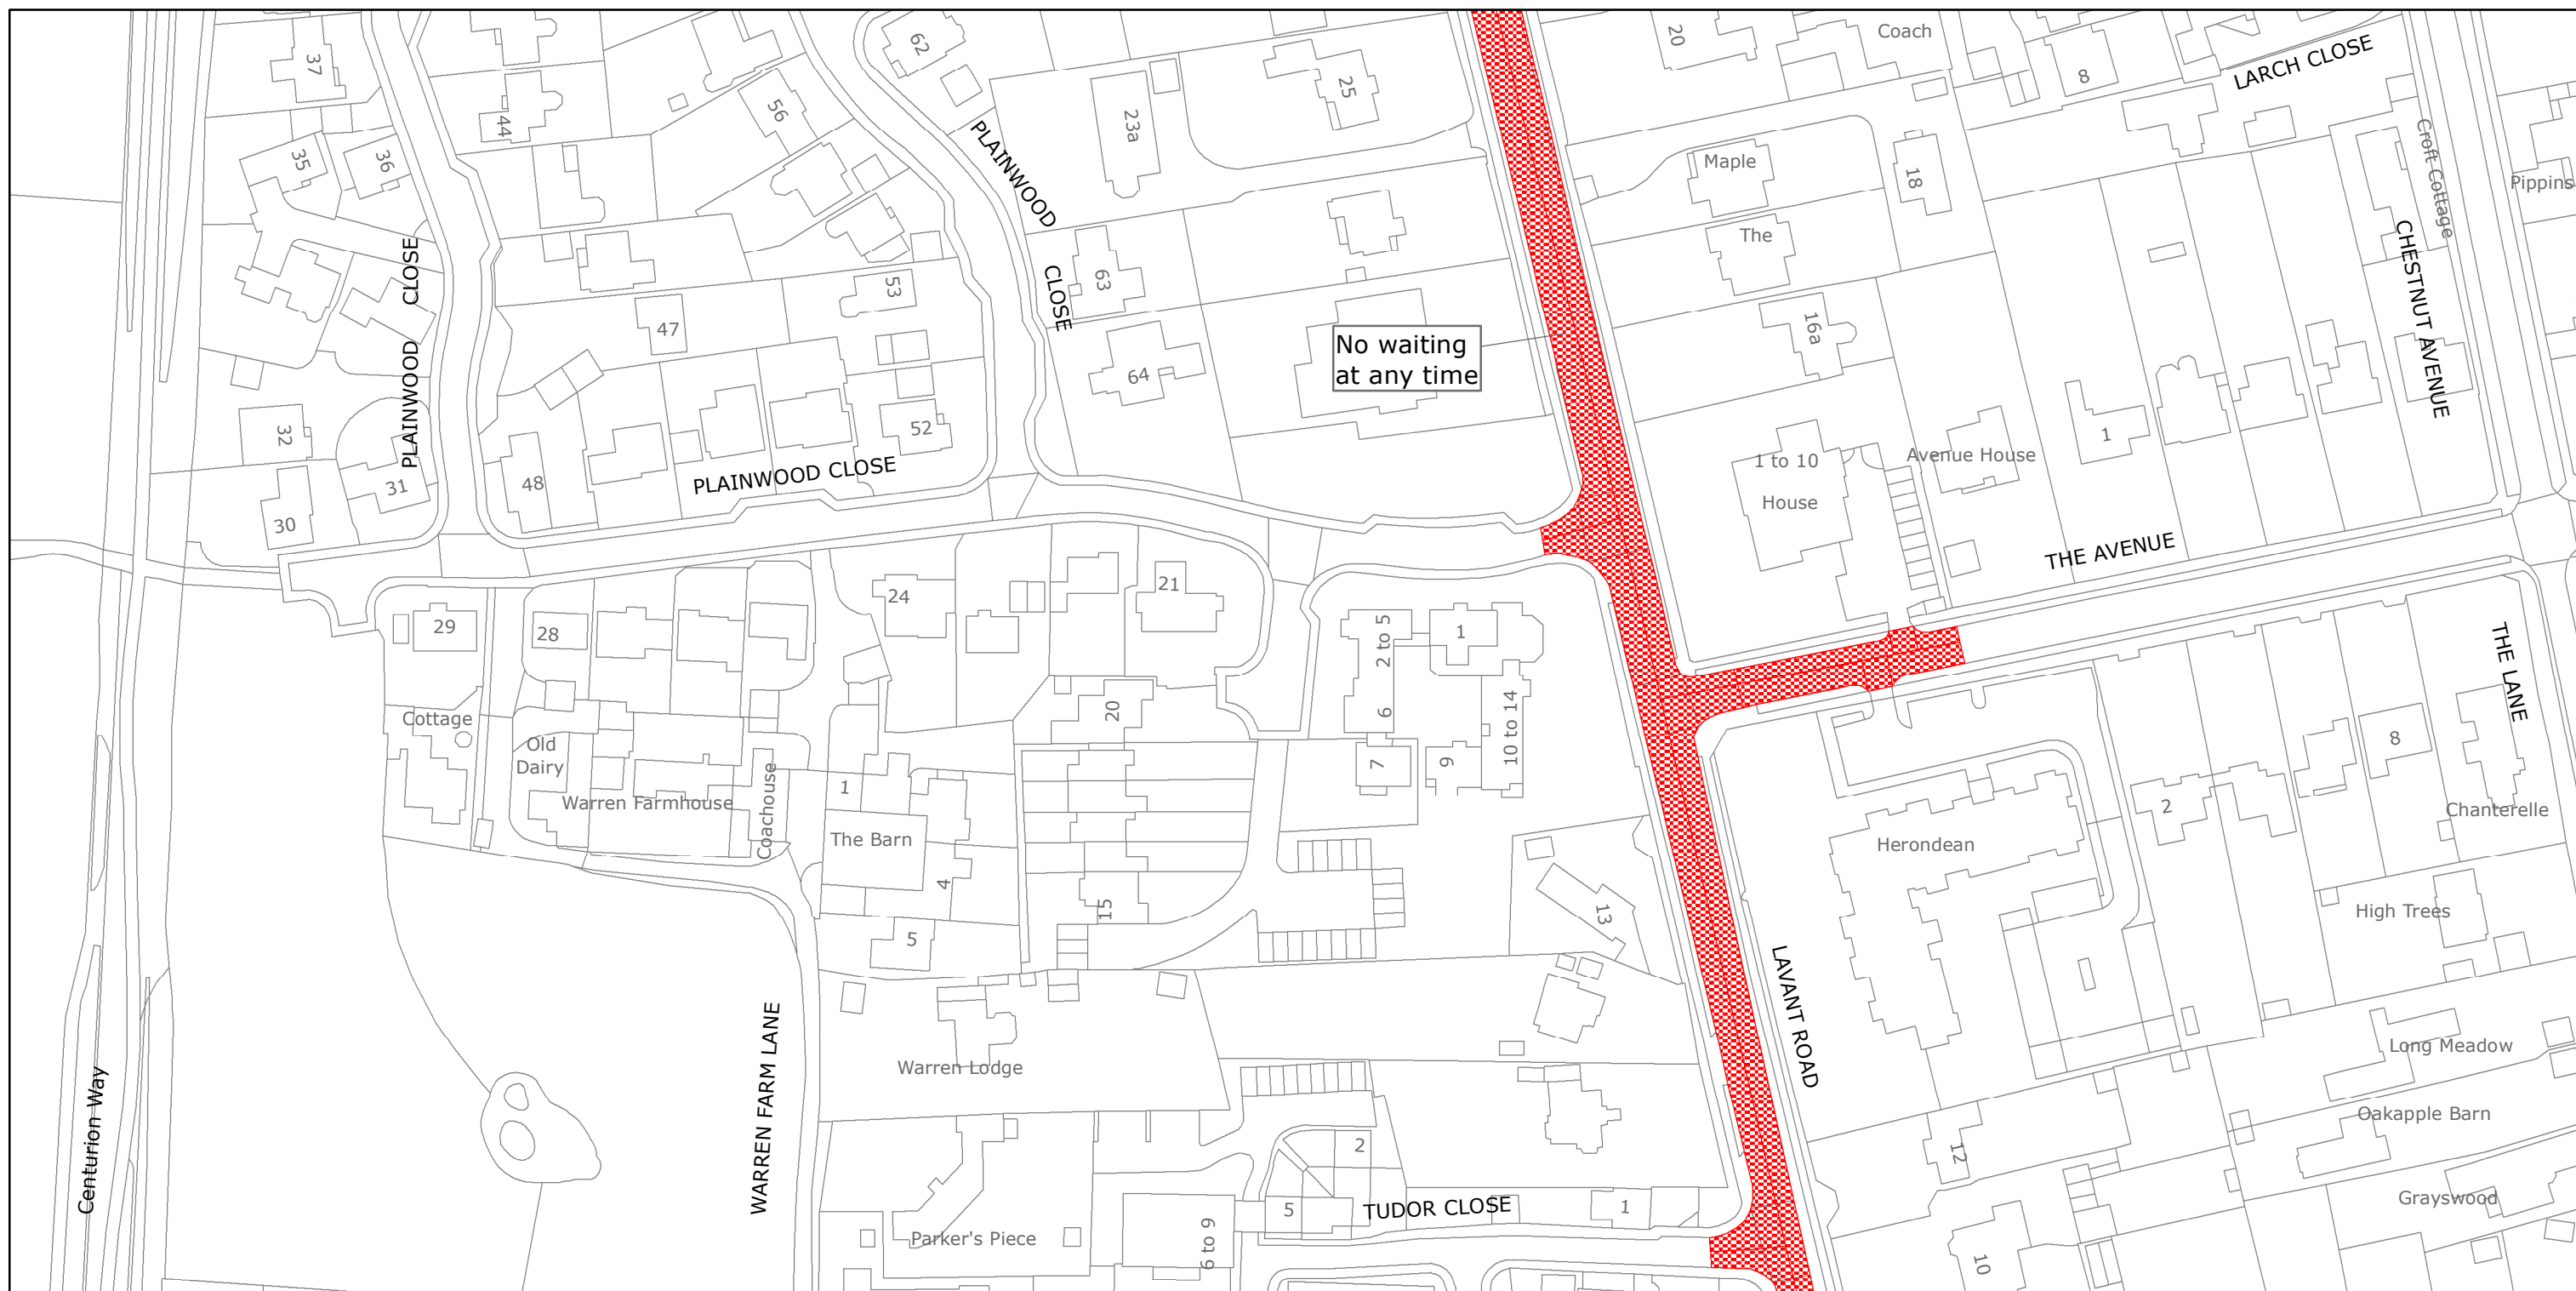 37
62
20
Coach
8
LARCH CLOSE
44
56
23a
25
35
36
PLAINWOOD
CLOSE
Maple
18
Croft Cottage
Pippins
PLAINWOOD
CLOSE
The
53
63
47
16a
CHESTNUT AVENUE
No waiting
at any time
64
32
52
1
31
48
PLAINWOOD CLOSE
1 to 10
House
Avenue House
30
THE AVENUE
24
21
29
28
2 to 5
1
THE LANE
Cottage
20
6
10 to 14
Old
Dairy
7
9
8
1
Warren Farmhouse
Coachouse
The Barn
2
Chanterelle
Herondean
4
15
13
High Trees
5
LAVANT ROAD
Warren Lodge
Long Meadow
Centurion Way
WARREN FARM LANE
Oakapple Barn
2
12
TUDOR CLOSE
5
1
Grayswood
Parker's Piece
6 to 9
10